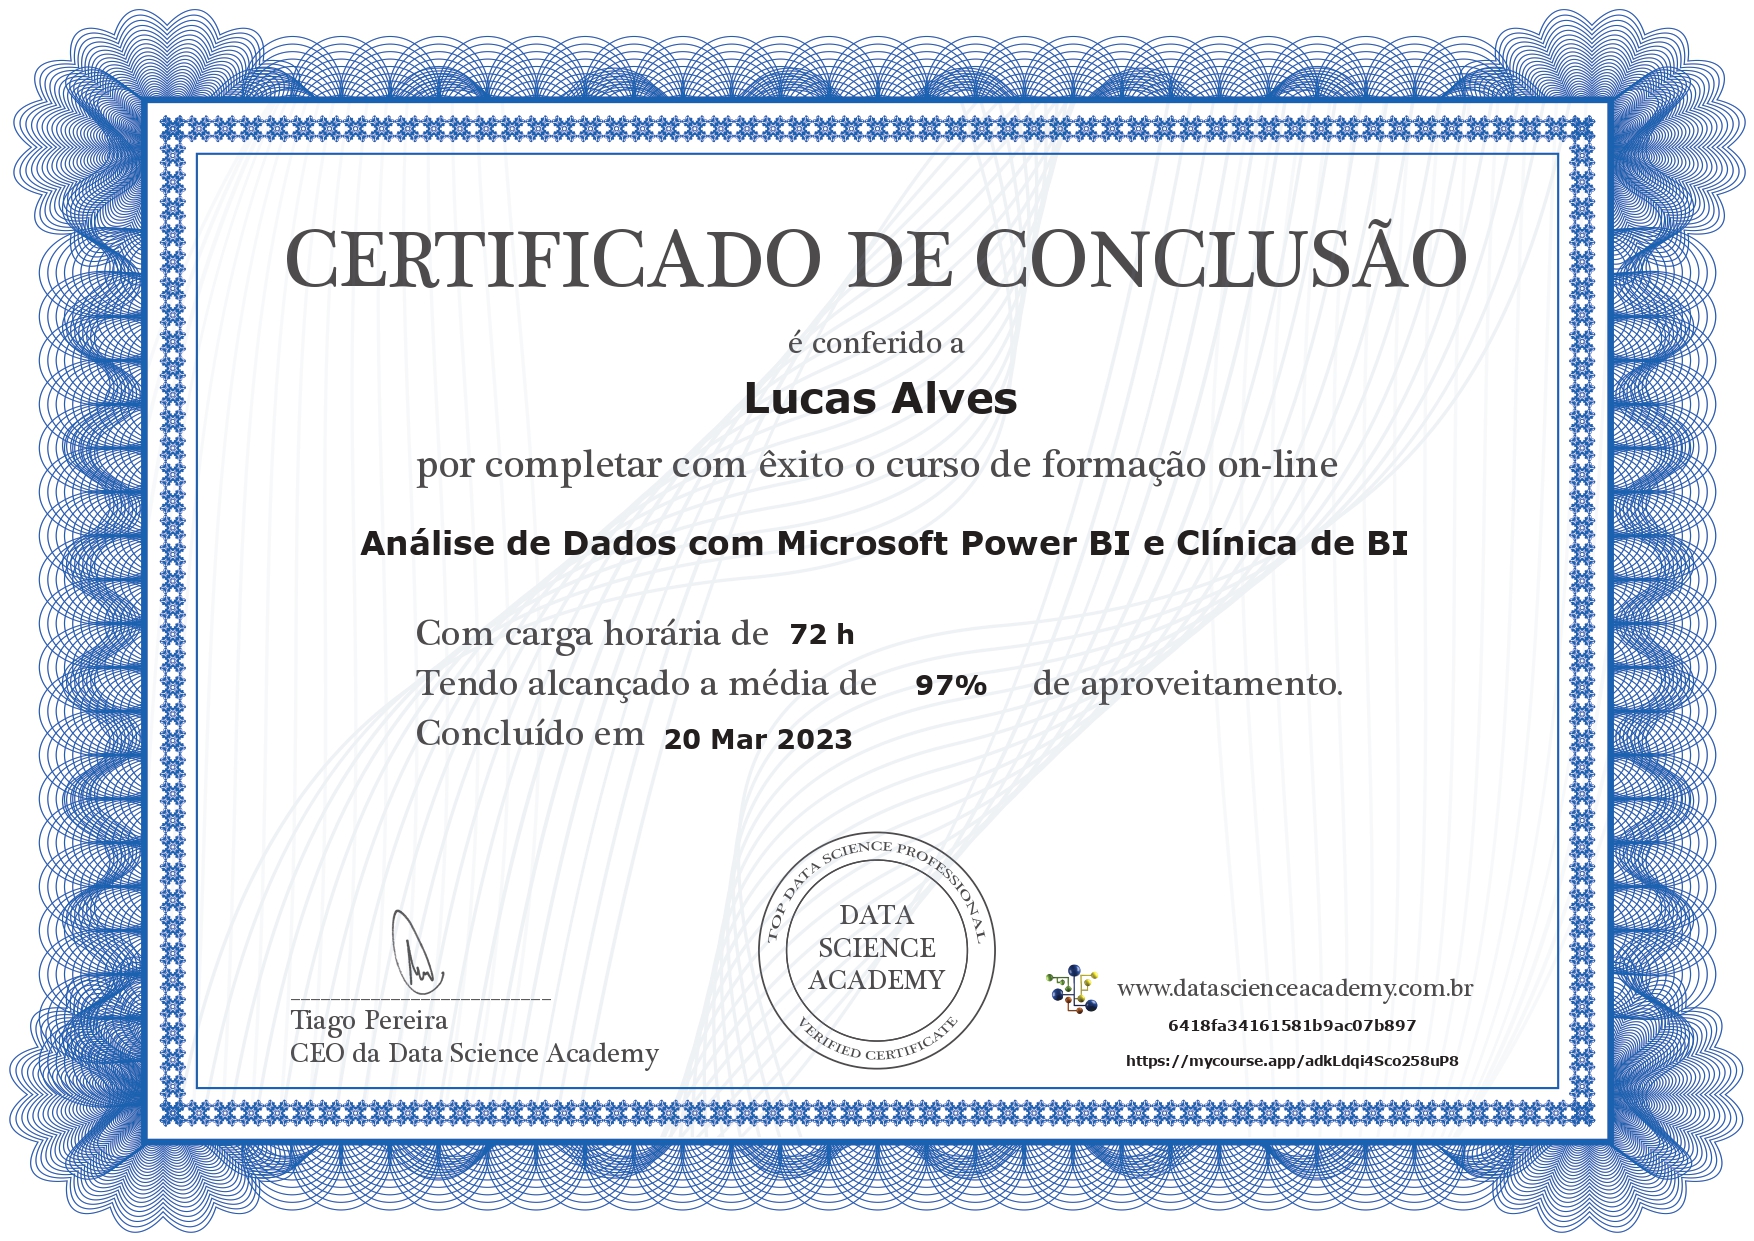 CERTIFICADO DE CONCLUSÃO
é conferido a
Lucas Alves
por completar com êxito o curso de formação on-line
Análise de Dados com Microsoft Power BI e Clínica de BI
Com carga horária de 72 h
Tendo alcançado a média de 97% de aproveitamento.
Concluído em 20 Mar 2023
TOP DATA SCIENCE PROFESSIONAL
DATA
SCIENCE
ACADEMY
VERIFIED CERTIFICATE
Tiago Pereira
CEO da Data Science Academy
www.datascienceacademy.com.br
6418fa34161581b9ac07b897
https://mycourse.app/adkLdqi4Sco258uP8